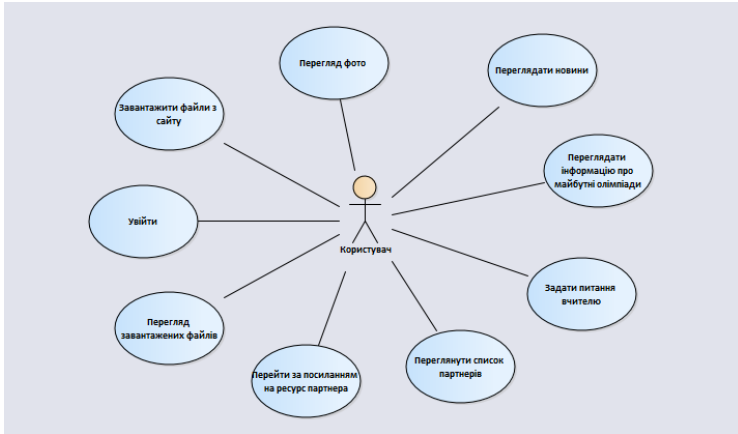 Перегляд фото
Переглядати новини
Завантажити файли з
сайту
Переглядати
інформацію про
майбутні олімпіади
Увійти
Користувач
Задати питання
вчителю
Перегляд
завантажених файлів
Переглянути список
партнерів
Перейти за посиланням
на ресурс партнера